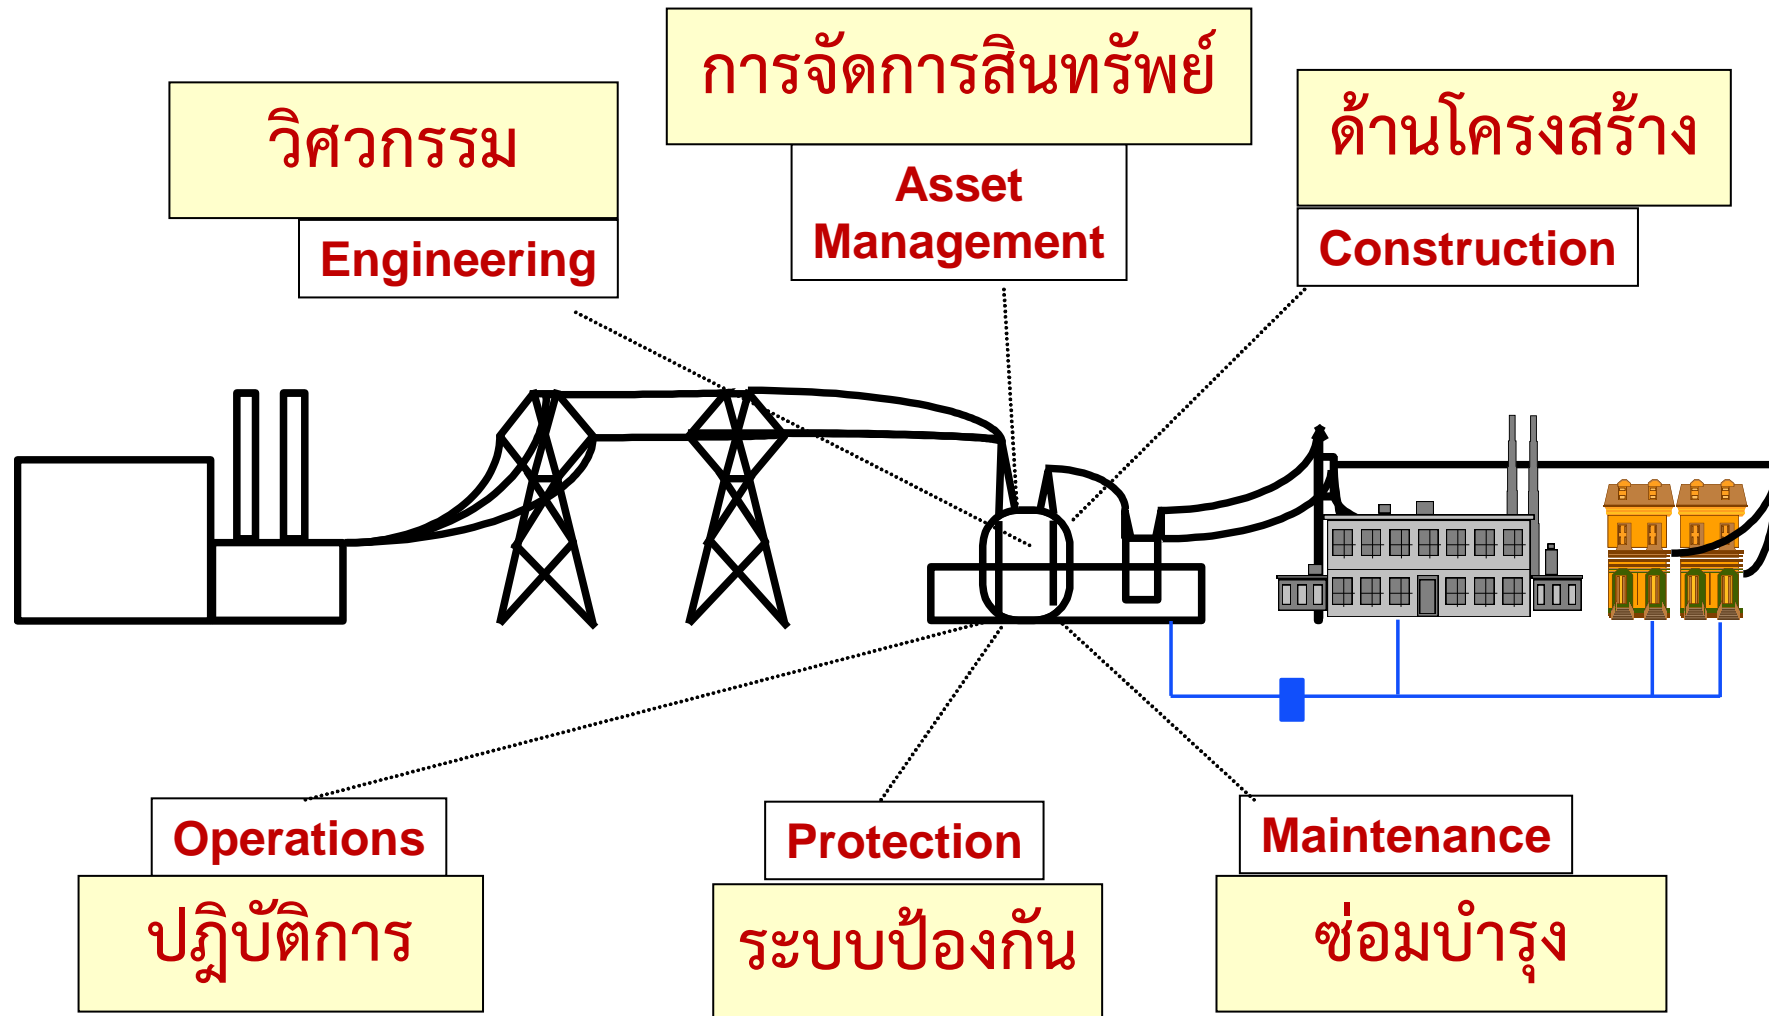 การจัดการสินทรัพย์
วิศวกรรม
ด้านโครงสร้าง
Asset
Management
Engineering
Construction
Operations
Protection
Maintenance
ปฎิบัติการ
ระบบป้องกัน
ซ่อมบำรุง